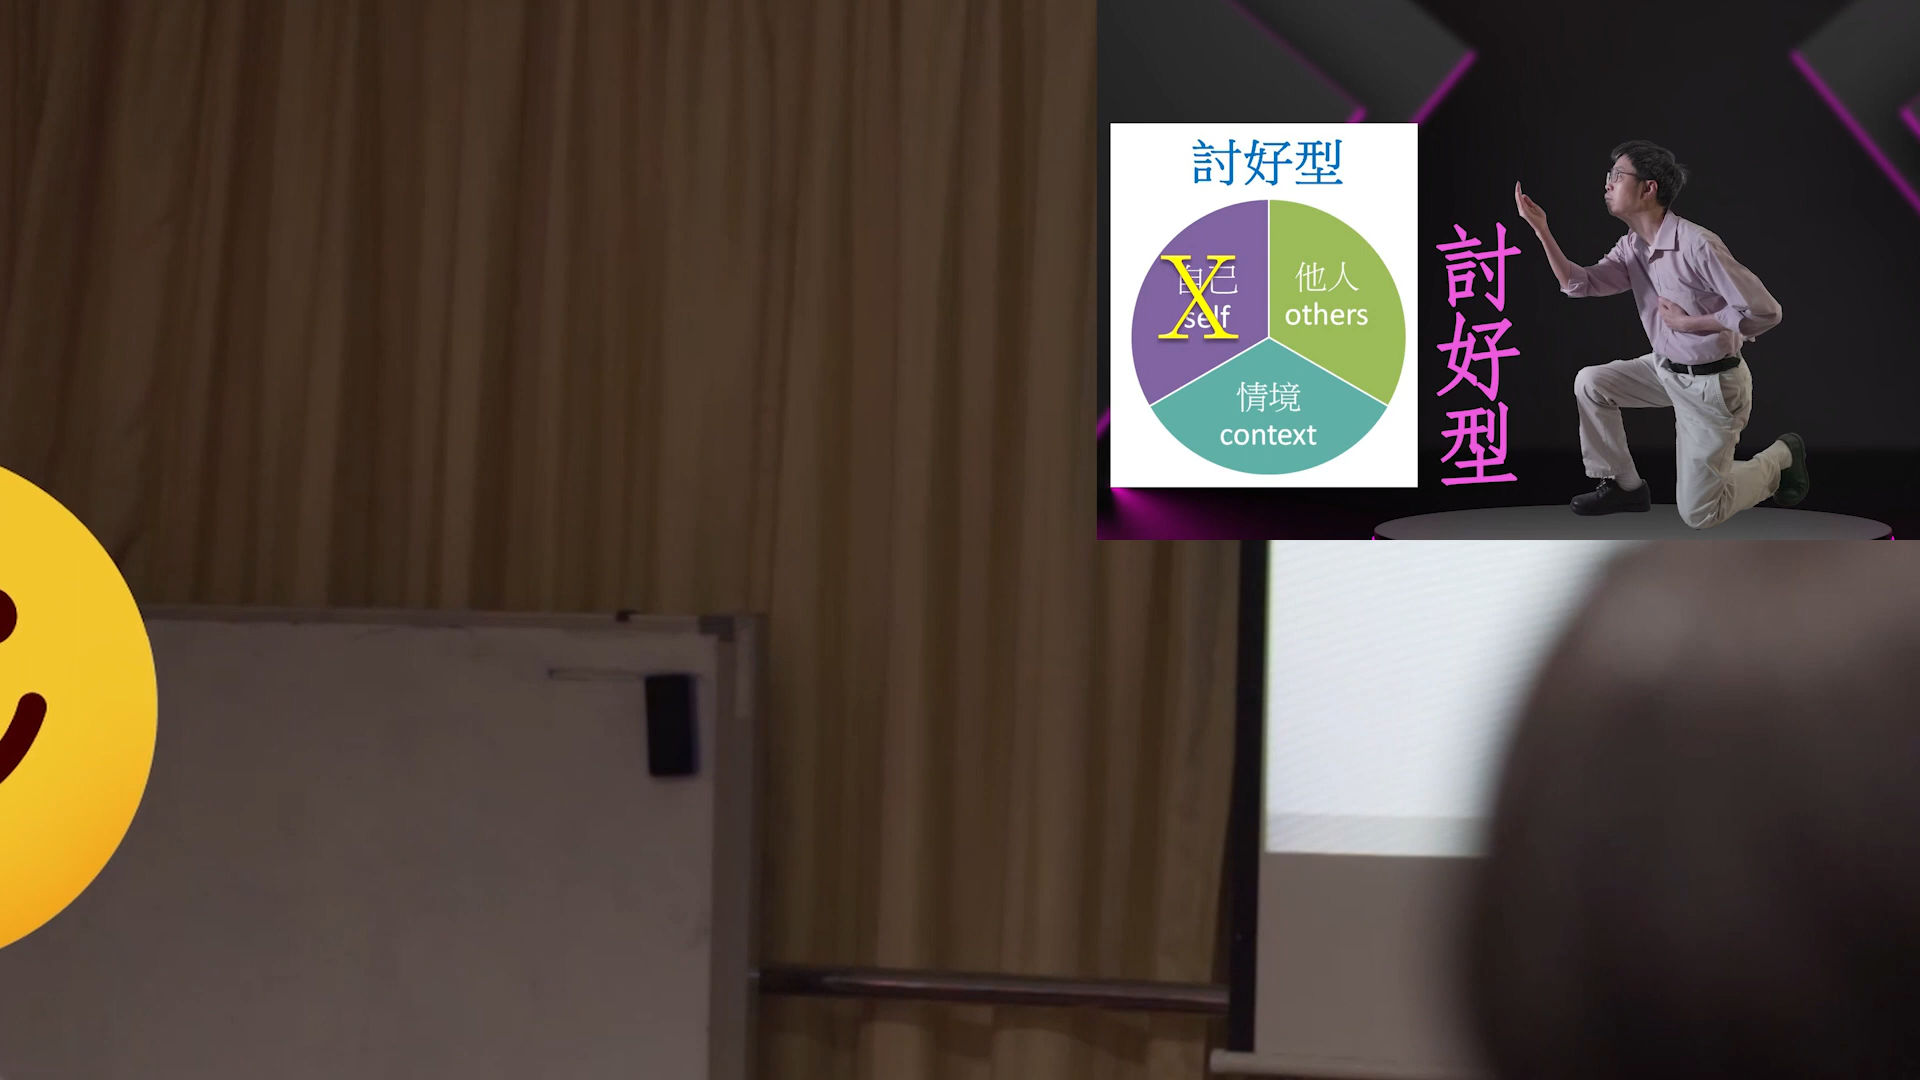 討好型
自己
self
X
他人
others
情境
context
討好型